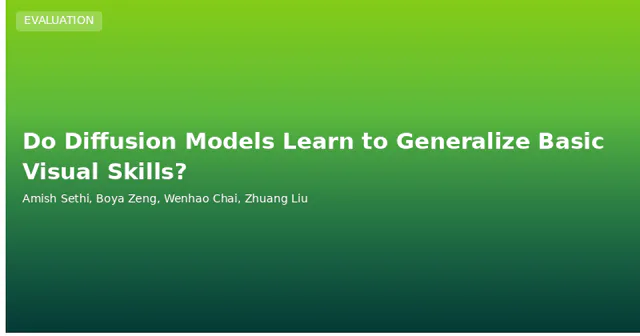 EVALUATION
Do Diffusion Models Learn to Generalize Basic
Visual Skills?
Amish Sethi, Boya Zeng, Wenhao Chai, Zhuang Liu